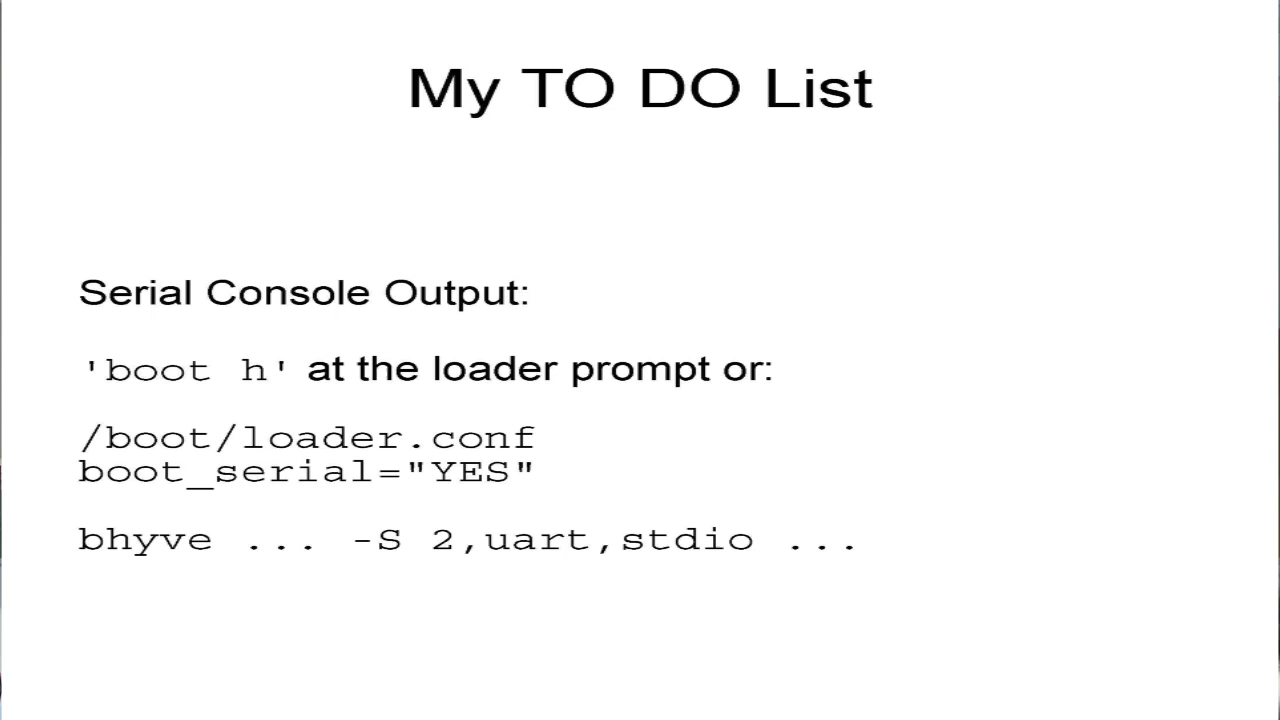 My TO DO List
Serial Console Output:
'boot h' at the loader prompt or:
/boot/loader.conf
boot_serial="YES"
bhyve ... -S 2,uart,stdio ...